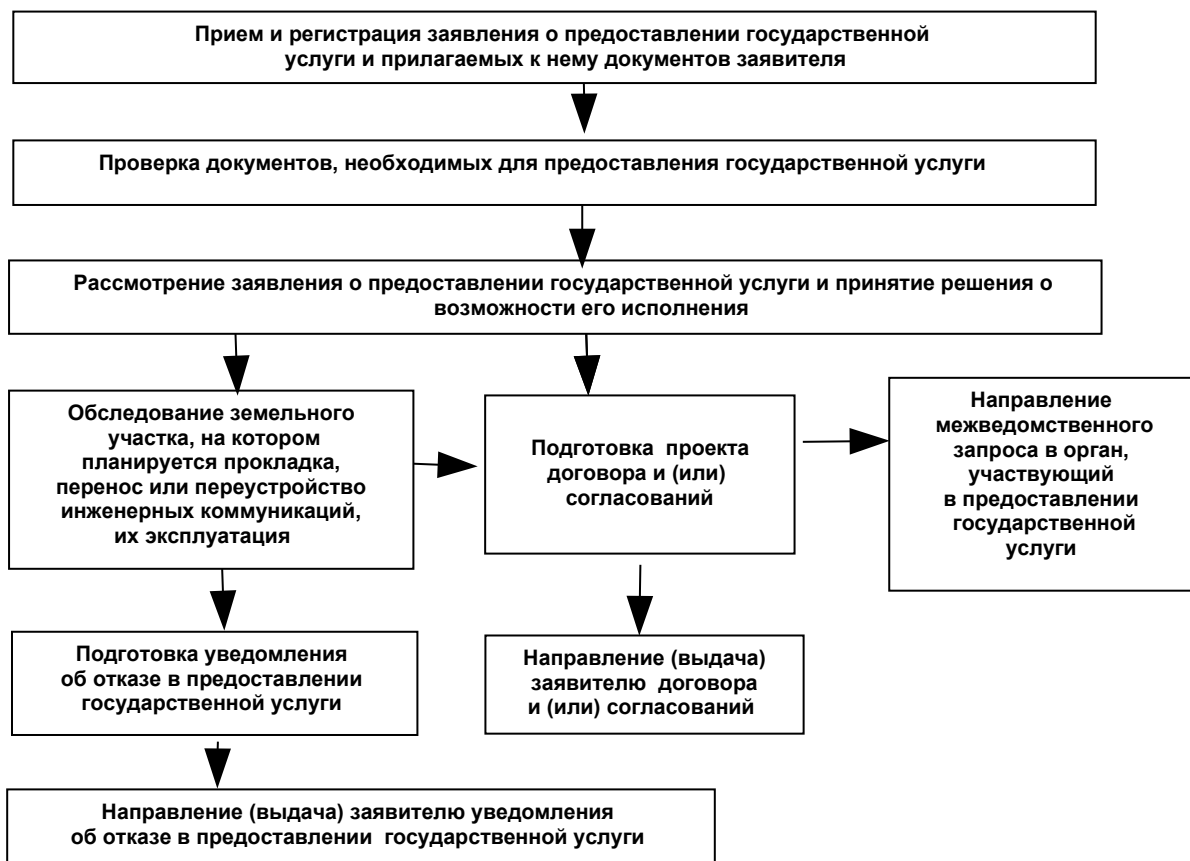 Прием и регистрация заявления о предоставлении государственной
услуги и прилагаемых к нему документов заявителя
Проверка документов, необходимых для предоставления государственной услуги
Рассмотрение заявления о предоставлении государственной услуги и принятие решения о
возможности его исполнения
Обследование земельного
участка, на котором
планируется прокладка,
перенос или переустройство
инженерных коммуникаций,
их эксплуатация
Подготовка проекта
договора и (или)
согласований
Направление
межведомственного
запроса в орган,
участвующий
в предоставлении
государственной
услуги
Подготовка уведомления
об отказе в предоставлении
государственной услуги
Направление (выдача)
заявителю договора
и (или) согласований
Направление (выдача) заявителю уведомления
об отказе в предоставлении государственной услуги